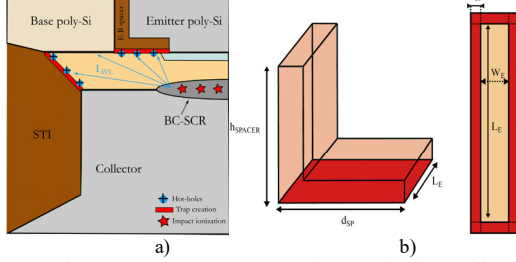 Base poly-Si
E-B spacer
Emitter poly-Si
I_AVL
BC-SCR
STI
Collector
Hot-holes
Trap creation
Impact ionization
a)
h_SPACER
L_E
d_SP
b)
W_E
L_E